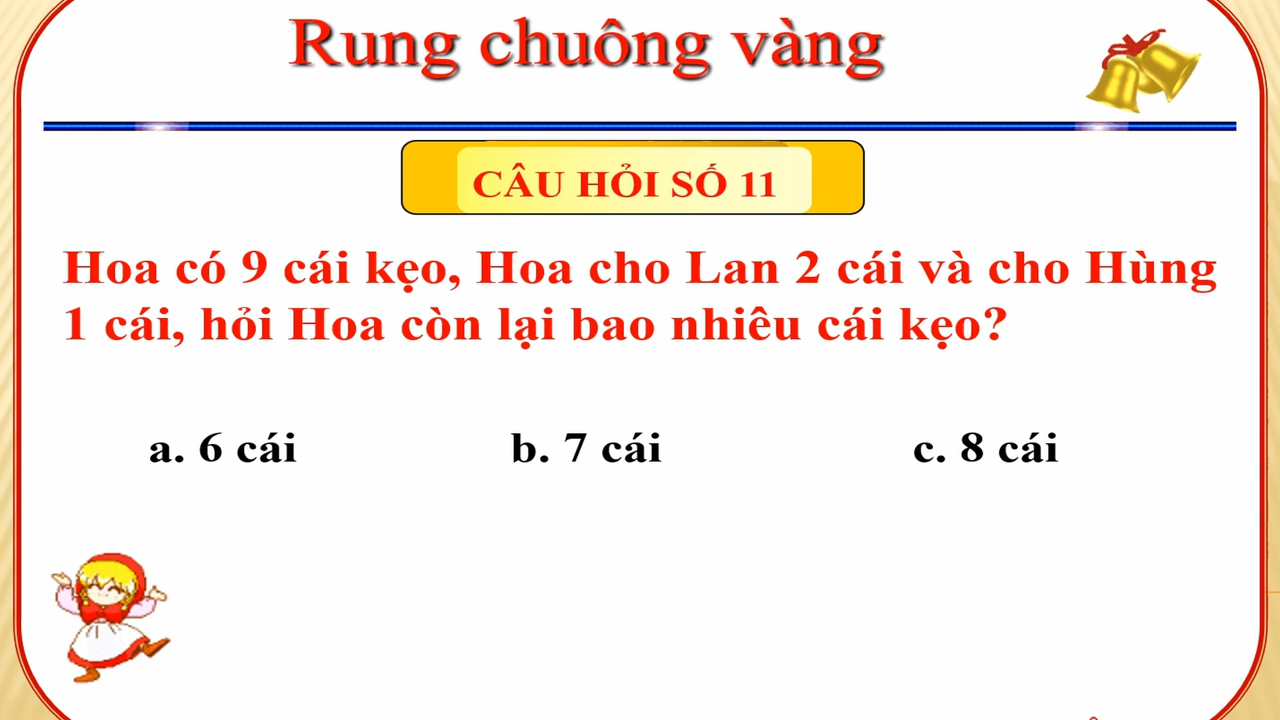 Rung chuông vàng
CÂU HỎI SỐ 11
Hoa có 9 cái kẹo, Hoa cho Lan 2 cái và cho Hùng
1 cái, hỏi Hoa còn lại bao nhiêu cái kẹo?
a. 6 cái b. 7 cái c. 8 cái